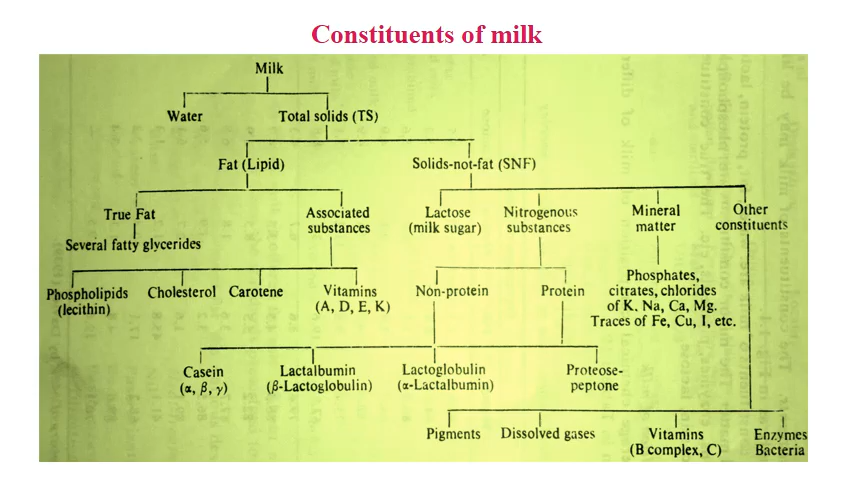 Constituents of milk
Milk
Water
Total solids (TS)
Fat (Lipid)
Solids-not-fat (SNF)
True Fat
Several fatty glycerides
Associated
substances
Lactose
(milk sugar)
Nitrogenous
substances
Mineral
matter
Other
constituents
Phospholipids
(lecithin)
Cholesterol
Carotene
Vitamins
(A, D, E, K)
Non-protein
Protein
Phosphates,
citrates, chlorides
of K. Na, Ca, Mg.
Traces of Fe, Cu, I, etc.
Casein
(α, β, γ)
Lactalbumin
(β-Lactoglobulin)
Lactoglobulin
(α-Lactalbumin)
Proteose-
peptone
Pigments
Dissolved gases
Vitamins
(B complex, C)
Enzymes
Bacteria